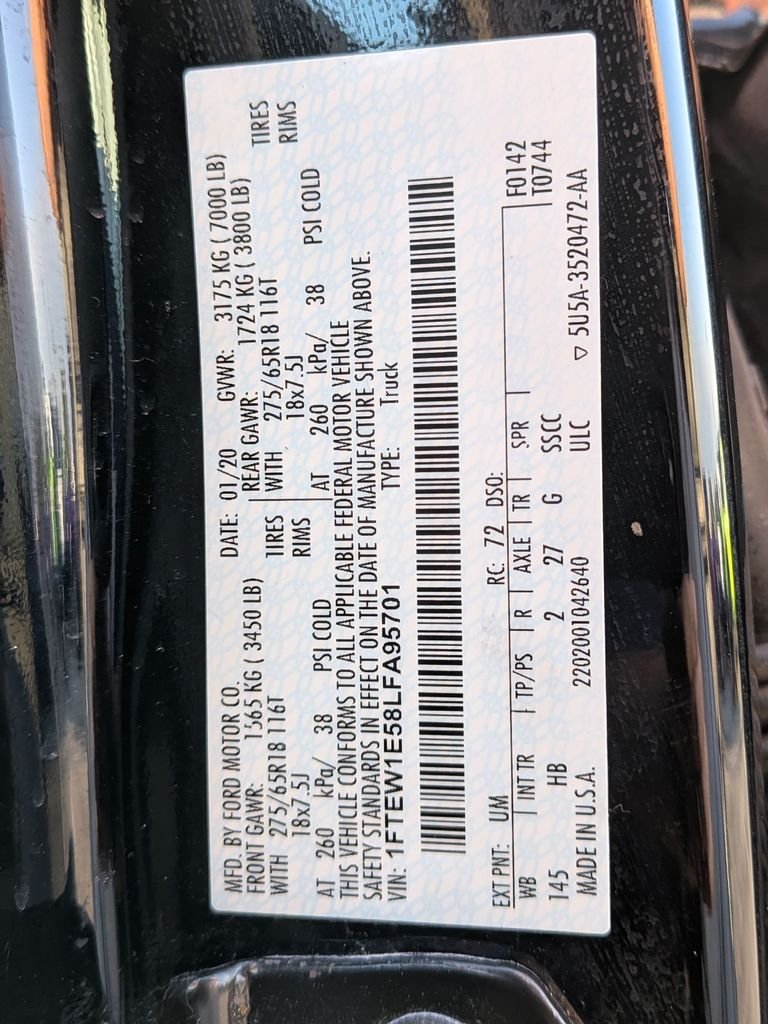 MFD. BY FORD MOTOR CO. DATE: 01/20 GVWR: 3175 KG ( 7000 LB)
FRONT GAWR: 1565 KG ( 3450 LB) REAR GAWR: 1724 KG ( 3800 LB)
WITH 275/65R18 116T TIRES WITH 275/65R18 116T TIRES
18x7.5J RIMS 18x7.5J RIMS
AT 260 kPa/ 38 PSI COLD AT 260 kPa/ 38 PSI COLD
THIS VEHICLE CONFORMS TO ALL APPLICABLE FEDERAL MOTOR VEHICLE
SAFETY STANDARDS IN EFFECT ON THE DATE OF MANUFACTURE SHOWN ABOVE.
VIN: 1FTEW1E58LFA95701 TYPE: Truck
EXT PNT: UM RC: 72 DSO: F0142
WB INT TR TP/PS R AXLE TR SPR T0744
145 HB 2 27 G SSCC
MADE IN U.S.A. 2202001042640 ULC ▽ 5U5A-3520472-AA